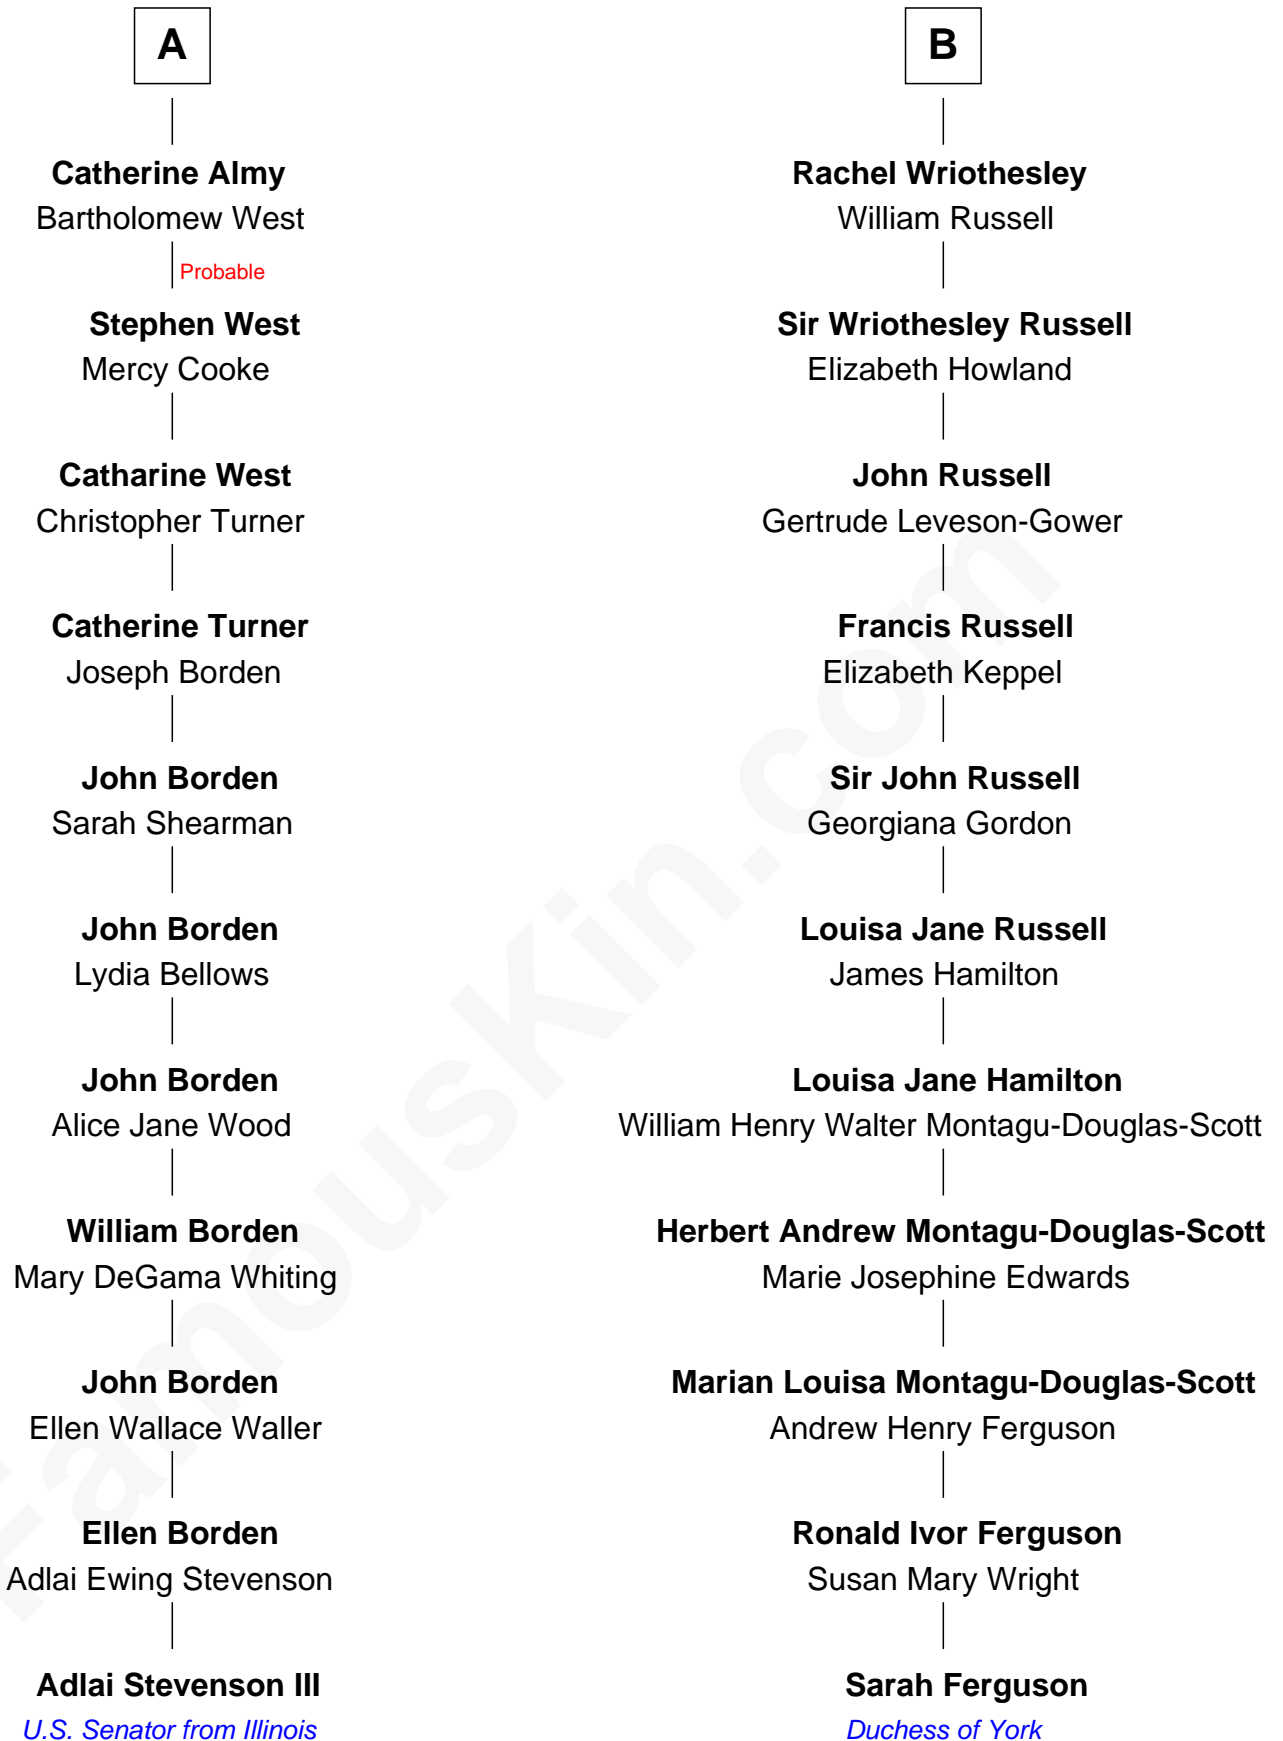 A
Catherine Almy
Bartholomew West
Probable
Stephen West
Mercy Cooke
Catharine West
Christopher Turner
Catherine Turner
Joseph Borden
John Borden
Sarah Shearman
John Borden
Lydia Bellows
John Borden
Alice Jane Wood
William Borden
Mary DeGama Whiting
John Borden
Ellen Wallace Waller
Ellen Borden
Adlai Ewing Stevenson
Adlai Stevenson III
U.S. Senator from Illinois
B
Rachel Wriothesley
William Russell
Sir Wriothesley Russell
Elizabeth Howland
John Russell
Gertrude Leveson-Gower
Francis Russell
Elizabeth Keppel
Sir John Russell
Georgiana Gordon
Louisa Jane Russell
James Hamilton
Louisa Jane Hamilton
William Henry Walter Montagu-Douglas-Scott
Herbert Andrew Montagu-Douglas-Scott
Marie Josephine Edwards
Marian Louisa Montagu-Douglas-Scott
Andrew Henry Ferguson
Ronald Ivor Ferguson
Susan Mary Wright
Sarah Ferguson
Duchess of York
FamousKin.com